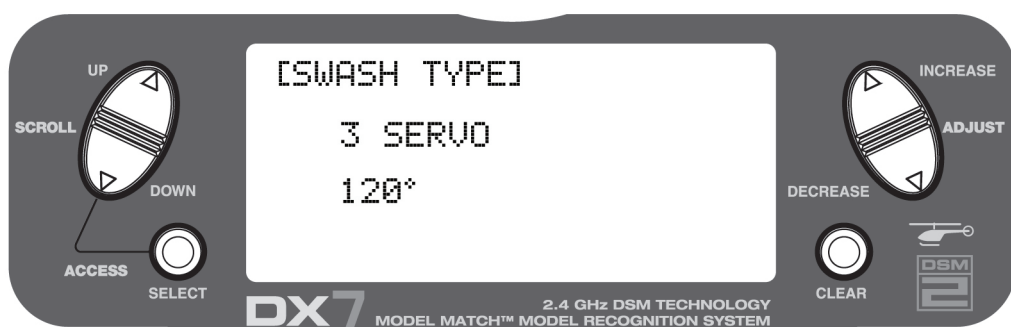 UP
SCROLL
DOWN
ACCESS
SELECT
[SWASH TYPE]
3 SERVO
120°
INCREASE
ADJUST
DECREASE
CLEAR
DSM
2
DX7
2.4 GHz DSM TECHNOLOGY
MODEL MATCH™ MODEL RECOGNITION SYSTEM